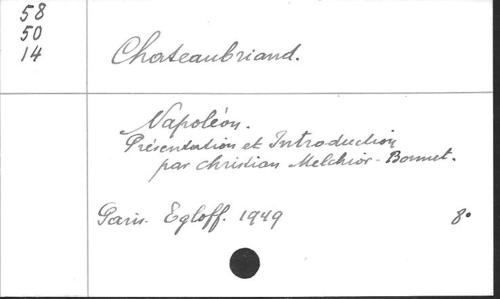 58
50
14
Chateaubriand.
Napoléon.
Présentation et Introduction
par Christian Melchior-Bonnet.
Paris. Egloff. 1949 8°